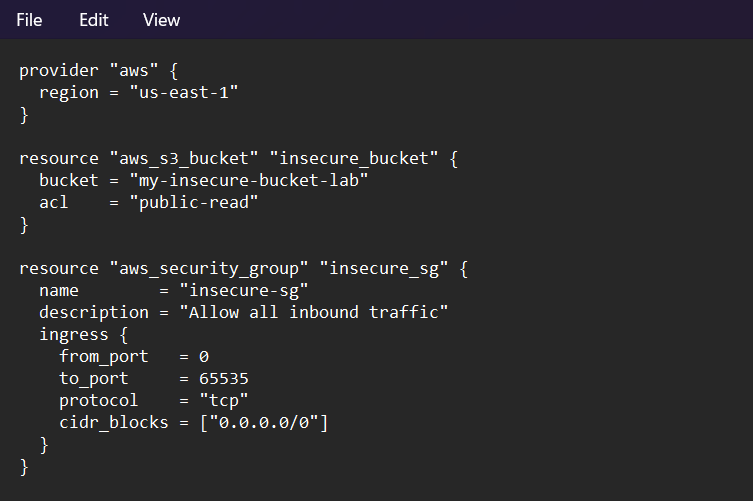 File Edit View
provider "aws" {
  region = "us-east-1"
}
resource "aws_s3_bucket" "insecure_bucket" {
  bucket = "my-insecure-bucket-lab"
  acl    = "public-read"
}
resource "aws_security_group" "insecure_sg" {
  name        = "insecure-sg"
  description = "Allow all inbound traffic"
  ingress {
    from_port   = 0
    to_port     = 65535
    protocol    = "tcp"
    cidr_blocks = ["0.0.0.0/0"]
  }
}